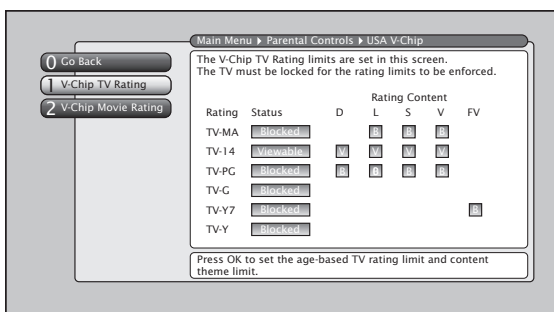 Main Menu ▶ Parental Controls ▶ USA V-Chip
0 Go Back
1 V-Chip TV Rating
2 V-Chip Movie Rating
The V-Chip TV Rating limits are set in this screen.
The TV must be locked for the rating limits to be enforced.
Rating Content
Rating Status D L S V FV
TV-MA Blocked B B B
TV-14 Viewable V V V V
TV-PG Blocked B B B B
TV-G Blocked
TV-Y7 Blocked B
TV-Y Blocked
Press OK to set the age-based TV rating limit and content
theme limit.